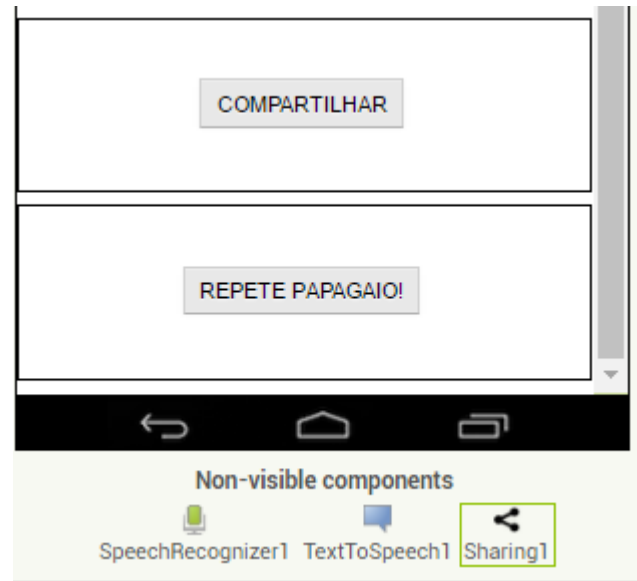 COMPARTILHAR
REPETE PAPAGAIO!
Non-visible components
SpeechRecognizer1 TextToSpeech1 Sharing1